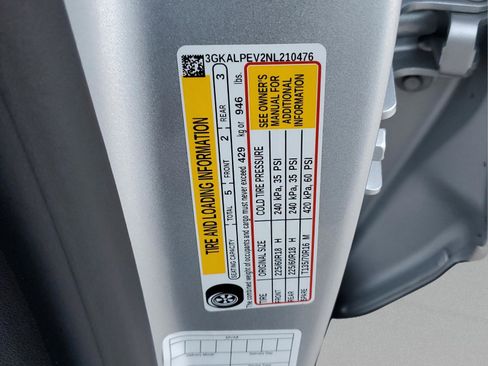 3GKALPEV2NL210476
TIRE AND LOADING INFORMATION
SEATING CAPACITY TOTAL 5 FRONT 2 REAR 3
The combined weight of occupants and cargo must never exceed 429 kg or 946 lbs.
TIRE ORIGINAL SIZE COLD TIRE PRESSURE
FRONT 225/60R18 H 240 kPa, 35 PSI
REAR 225/60R18 H 240 kPa, 35 PSI
SPARE T135/70R16 M 420 kPa, 60 PSI
SEE OWNER'S
MANUAL FOR
ADDITIONAL
INFORMATION